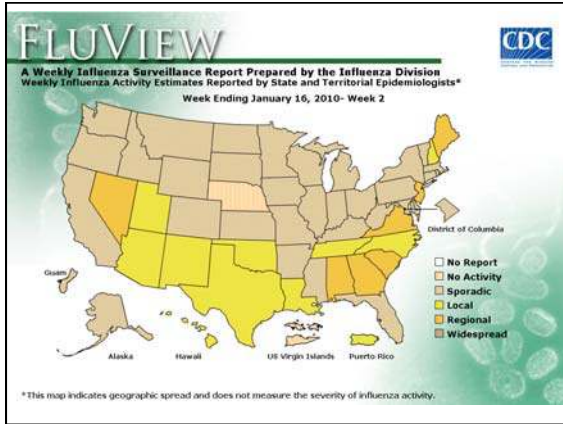 FLUVIEW
CDC
A Weekly Influenza Surveillance Report Prepared by the Influenza Division
Weekly Influenza Activity Estimates Reported by State and Territorial Epidemiologists*
Week Ending January 16, 2010- Week 2
District of Columbia
No Report
No Activity
Sporadic
Local
Regional
Widespread
Guam
Alaska
Hawaii
US Virgin Islands
Puerto Rico
*This map indicates geographic spread and does not measure the severity of influenza activity.